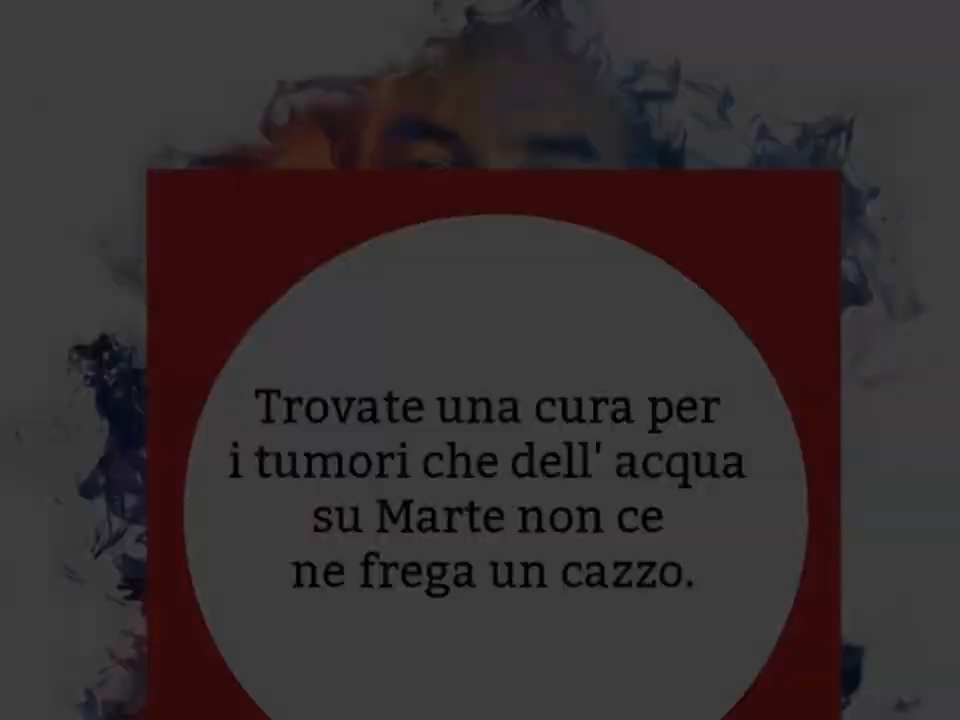 Trovate una cura per
i tumori che dell' acqua
su Marte non ce
ne frega un cazzo.